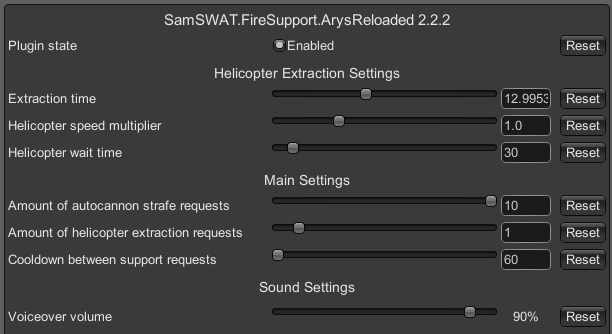 SamSWAT.FireSupport.ArysReloaded 2.2.2
Plugin state Enabled Reset
Helicopter Extraction Settings
Extraction time 12.9953 Reset
Helicopter speed multiplier 1.0 Reset
Helicopter wait time 30 Reset
Main Settings
Amount of autocannon strafe requests 10 Reset
Amount of helicopter extraction requests 1 Reset
Cooldown between support requests 60 Reset
Sound Settings
Voiceover volume 90% Reset